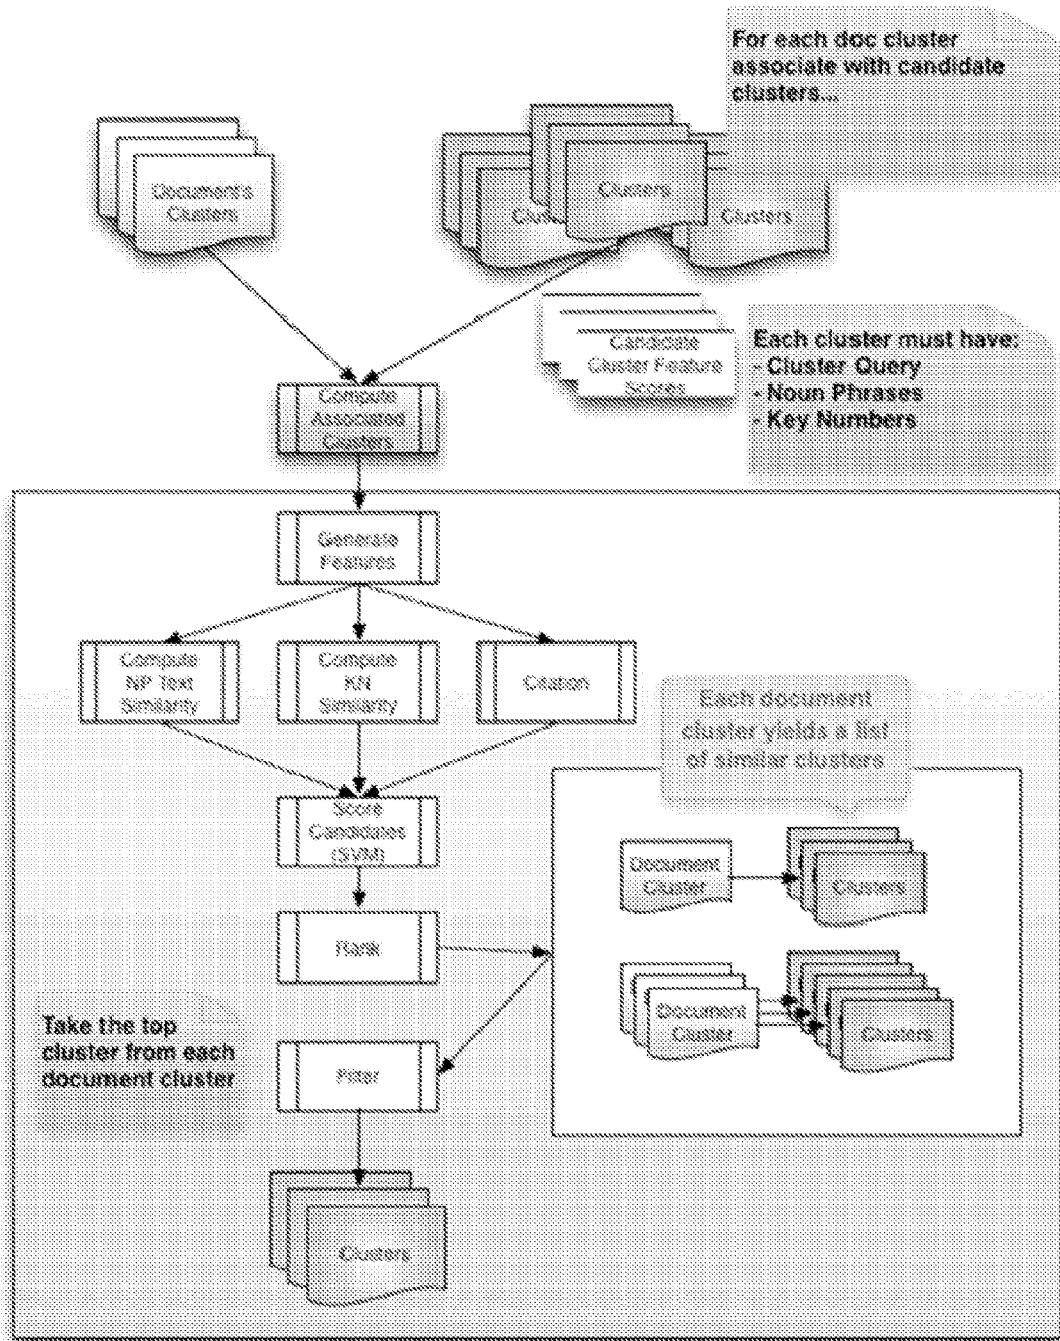 For each doc cluster
associate with candidate
clusters...
Document's
Clusters
Clusters
Clusters
Candidate
Cluster Feature
Scores
Each cluster must have:
- Cluster Query
- Noun Phrases
- Key Numbers
Compute
Associated
Clusters
Generate
Features
Compute
NP Text
Similarity
Compute
KN
Similarity
Citation
Each document
cluster yields a list
of similar clusters
Score
Candidates
(SVM)
Document
Cluster
Clusters
Rank
Document
Cluster
Clusters
Take the top
cluster from each
document cluster
Filter
Clusters